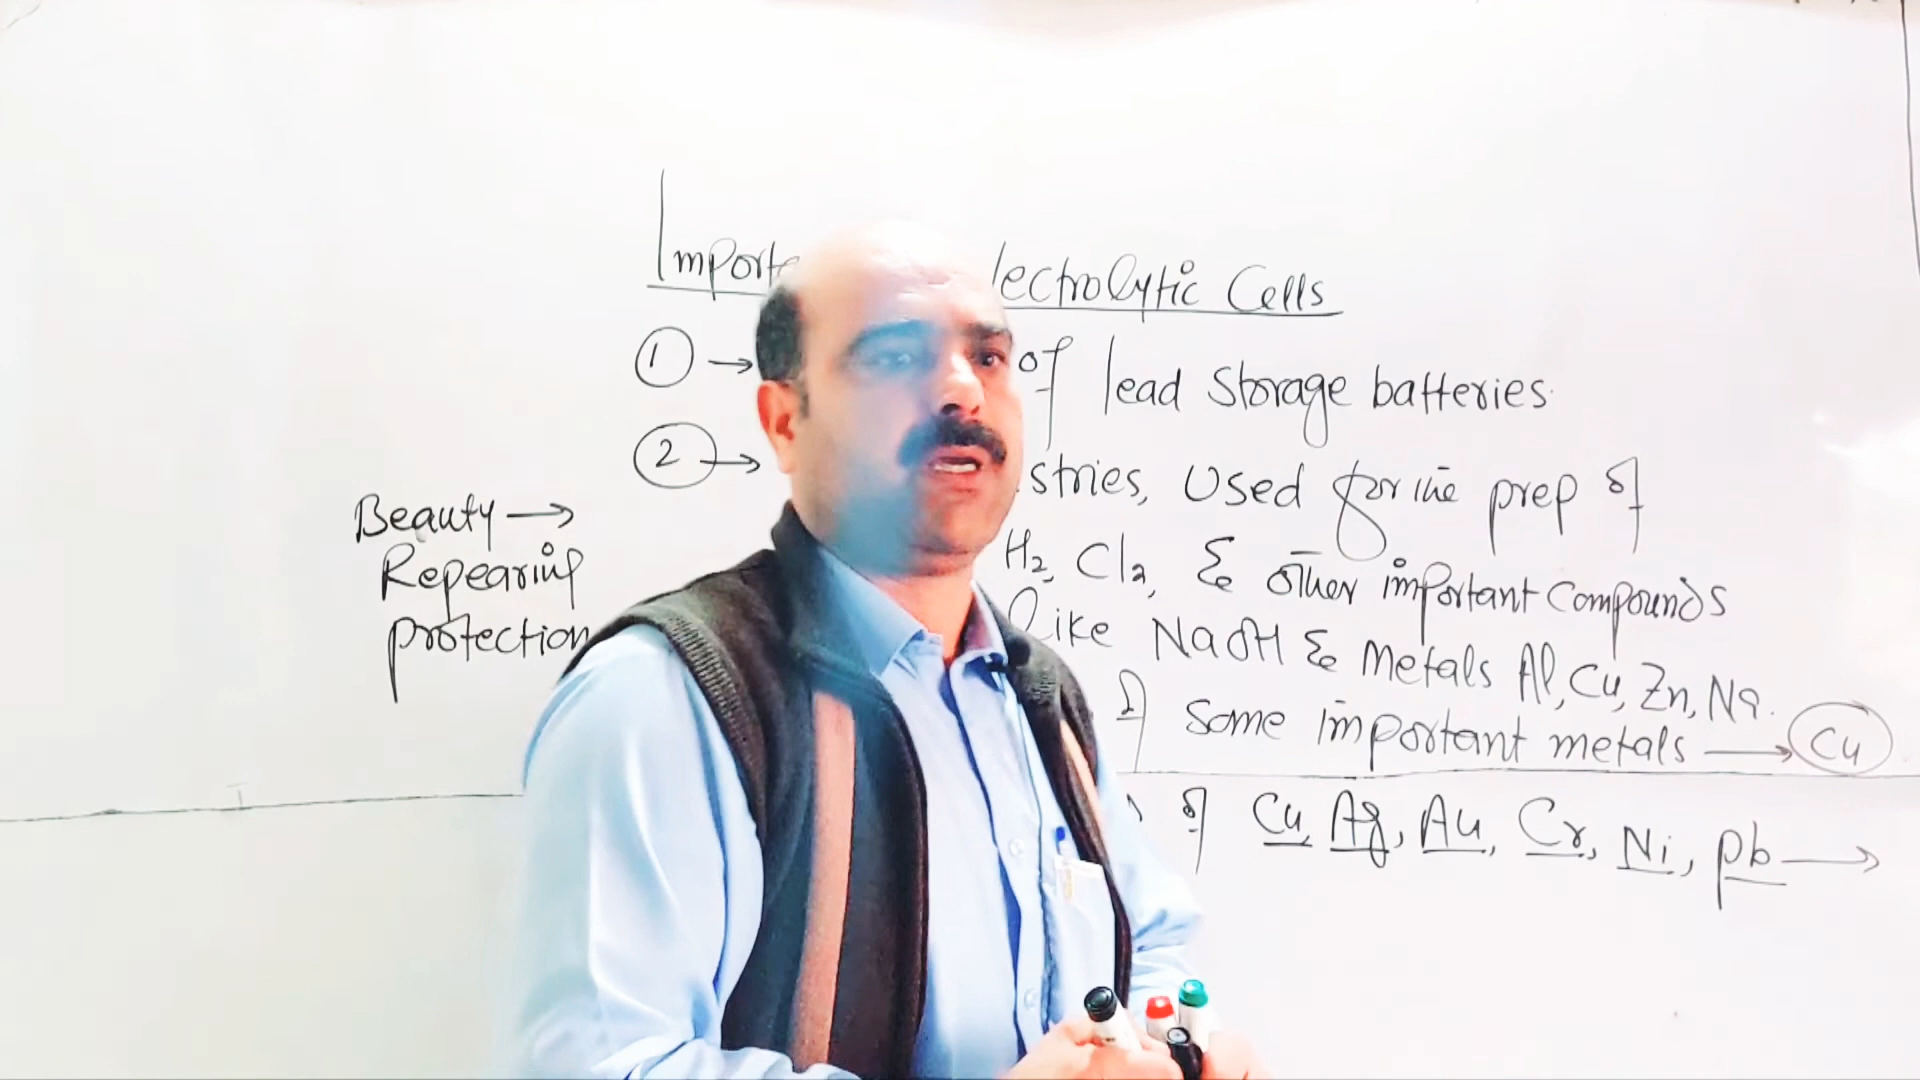 Importa lectrolytic Cells
1 → of lead storage batteries.
2 → stries, Used for the prep of
H2, Cl2, & other important compounds
like NaOH & Metals Al, Cu, Zn, Na.
of some important metals → Cu
of Cu, Ag, Au, Cr, Ni, Pb →
Beauty →
Repearing
protection